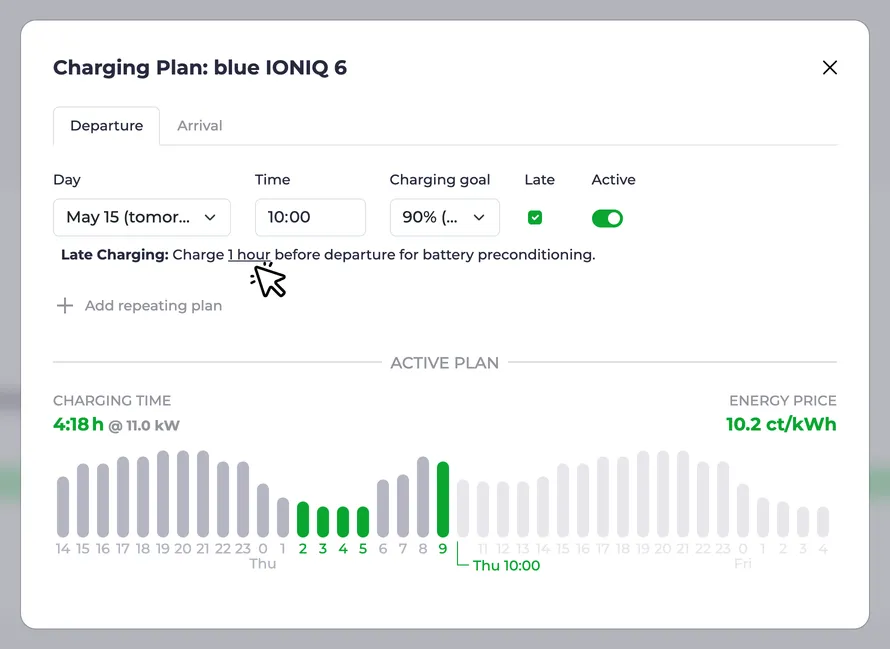 Charging Plan: blue IONIQ 6
Departure Arrival
Day Time Charging goal Late Active
May 15 (tomor... 10:00 90% (...
Late Charging: Charge 1 hour before departure for battery preconditioning.
Add repeating plan
ACTIVE PLAN
CHARGING TIME ENERGY PRICE
4:18 h @ 11.0 kW 10.2 ct/kWh
14 15 16 17 18 19 20 21 22 23 0 1 2 3 4 5 6 7 8 9 11 12 13 14 15 16 17 18 19 20 21 22 23 0 1 2 3 4
Thu Thu 10:00 Fri